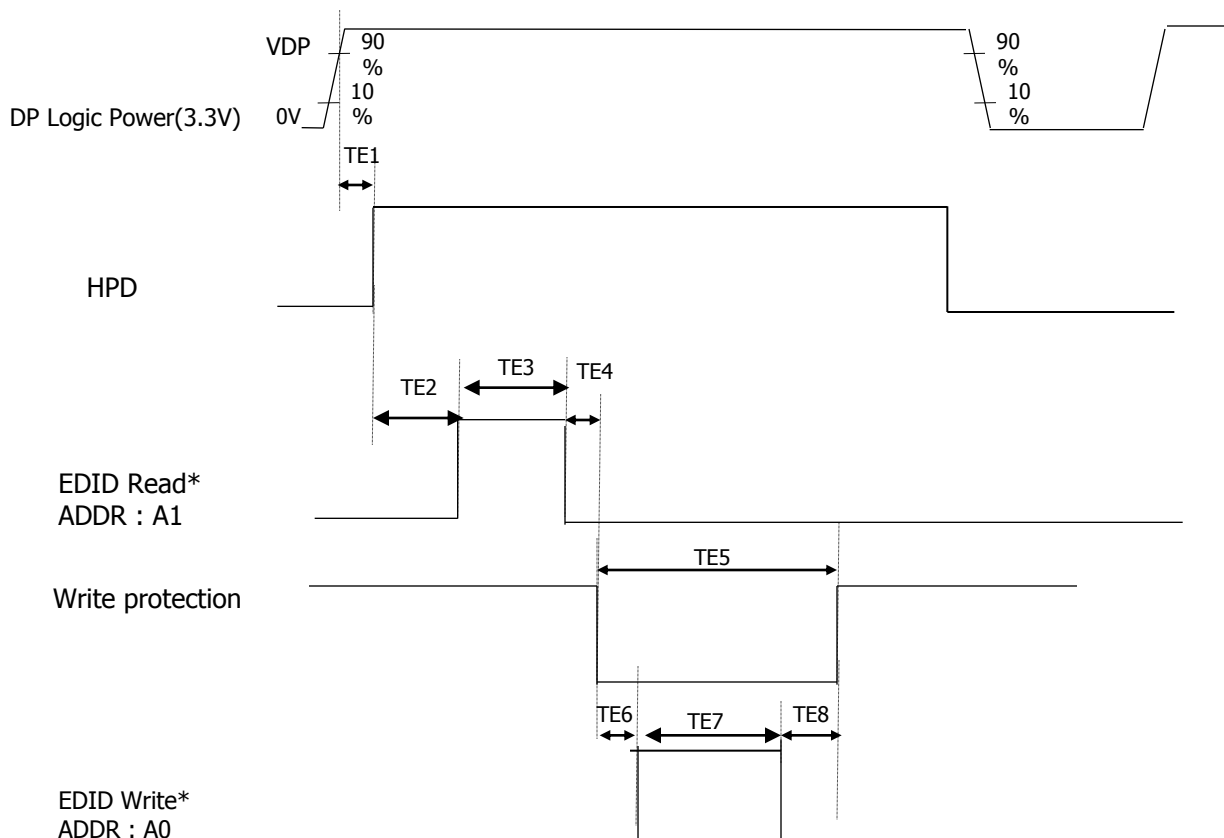 VDP
90
%
10
%
DP Logic Power(3.3V)
0V
90
%
10
%
TE1
HPD
TE3
TE4
TE2
EDID Read*
ADDR : A1
TE5
Write protection
TE6
TE7
TE8
EDID Write*
ADDR : A0